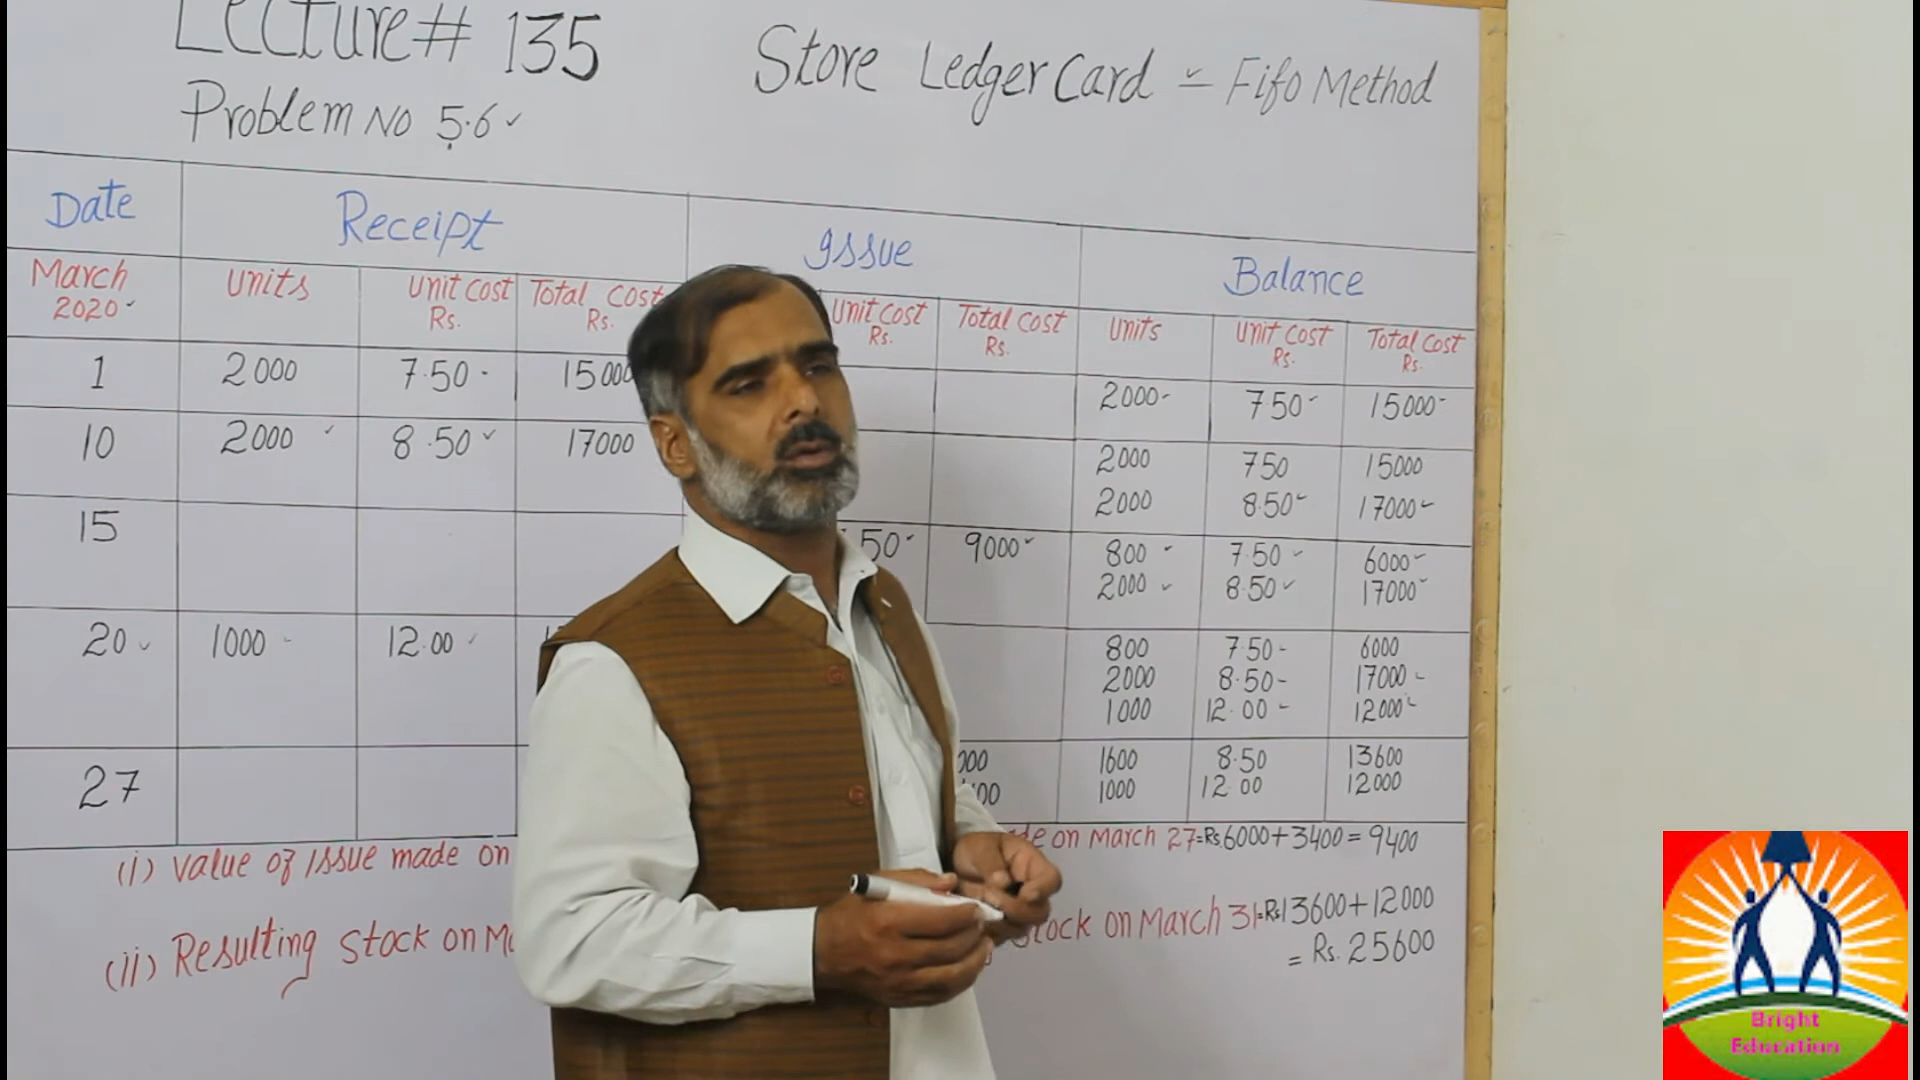 Lecture# 135
Store Ledger Card = Fifo Method
Problem No 5.6
Date Receipt Issue Balance
March 2020 Units Unit Cost Rs. Total Cost Rs. Unit Cost Rs. Total Cost Rs. Units Unit Cost Rs. Total Cost Rs.
1 2000 7.50 15000 2000 7.50 15000
10 2000 8.50 17000 2000 750 15000
2000 8.50 17000
15 50 9000 800 7.50 6000
2000 8.50 17000
20 1000 12.00 800 7.50 6000
2000 8.50 17000
1000 12.00 12000
27 1600 8.50 13600
1000 12.00 12000
(i) Value of Issue made on on March 27=Rs.6000+3400=9400
(ii) Resulting Stock on Stock on March 31=Rs13600+12000
= Rs. 25600
Bright
Education